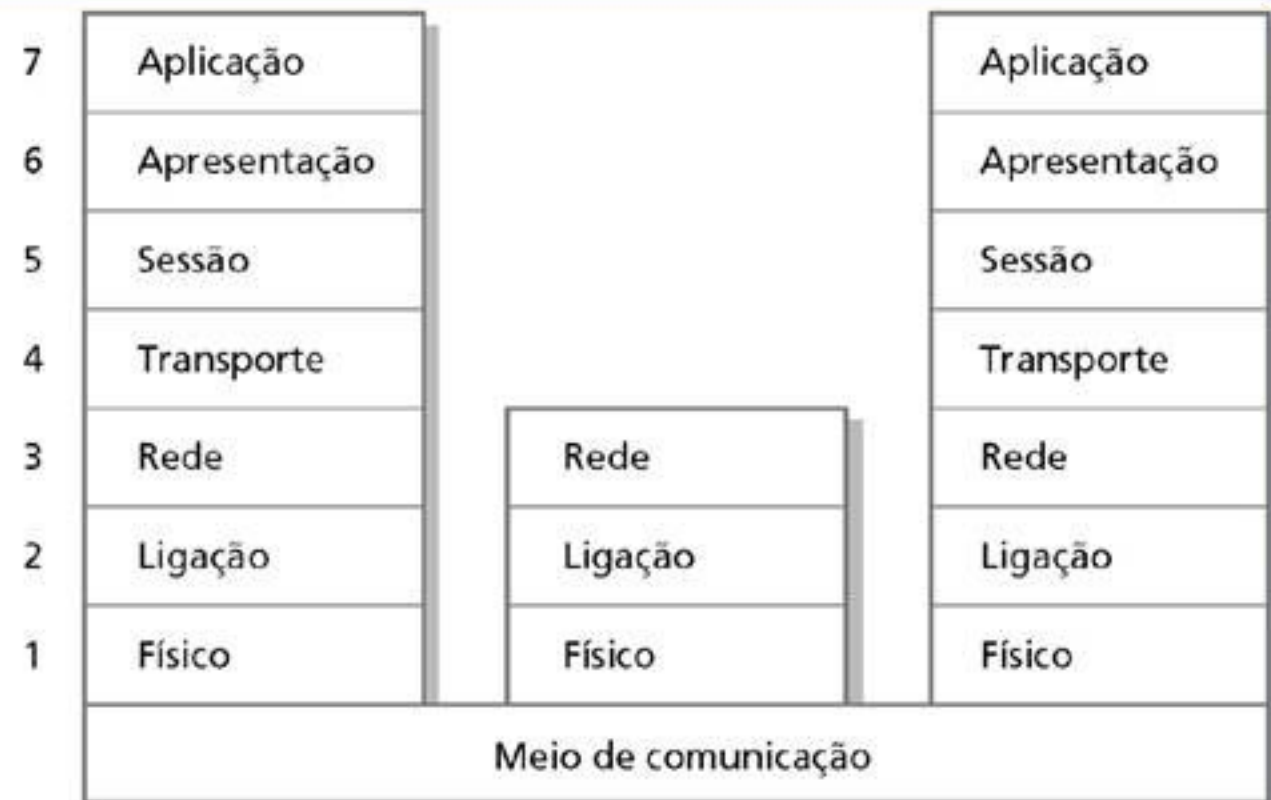 7 Aplicação Aplicação
6 Apresentação Apresentação
5 Sessão Sessão
4 Transporte Transporte
3 Rede Rede Rede
2 Ligação Ligação Ligação
1 Físico Físico Físico
Meio de comunicação